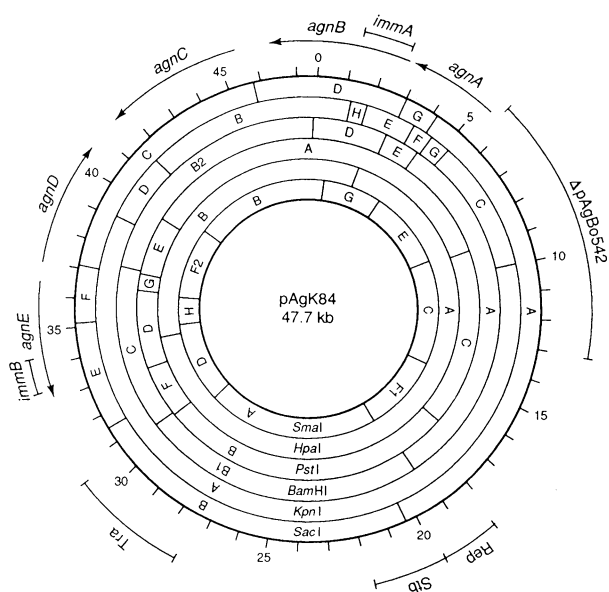 immA
agnB
agnA
agnC
0
45
5
D
G
C
B
H
E
F
G
C
D
B2
D
E
A
40
agnD
ΔpAgBo542
B
B
G
E
E
G
F2
10
F
H
pAgK84
47.7 kb
C
A
A
A
agnE
35
D
C
C
immB
E
F
D
F1
A
15
SmaI
B
HpaI
B1
PstI
A
BamHI
B
KpnI
SacI
30
25
20
Tra
Stb
Rep